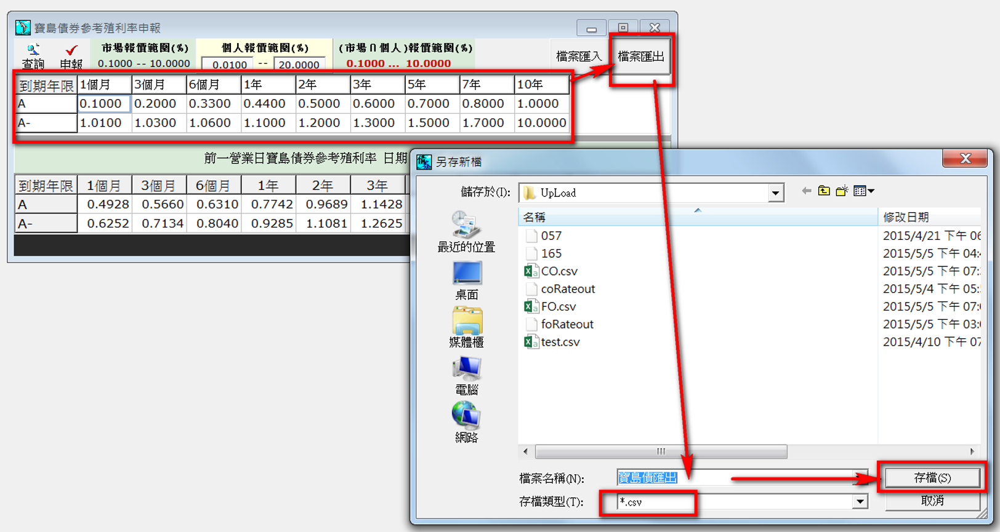 寶島債券參考殖利率申報
查詢 申報 市場報價範圍(%) 個人報價範圍(%) (市場∩個人)報價範圍(%) 檔案匯入 檔案匯出
0.1000 -- 10.0000 0.0100 -- 20.0000 0.1000 ... 10.0000
到期年限 1個月 3個月 6個月 1年 2年 3年 5年 7年 10年
A 0.1000 0.2000 0.3300 0.4400 0.5000 0.6000 0.7000 0.8000 1.0000
A- 1.0100 1.0300 1.0600 1.1000 1.2000 1.3000 1.5000 1.7000 10.0000
前一營業日寶島債券參考殖利率 日期
到期年限 1個月 3個月 6個月 1年 2年 3年
A 0.4928 0.5660 0.6310 0.7742 0.9689 1.1428
A- 0.6252 0.7134 0.8040 0.9285 1.1081 1.2625
另存新檔
儲存於(I): UpLoad
名稱 修改日期
057 2015/4/21 下午 06
165 2015/5/5 下午 04:4
CO.csv 2015/5/5 下午 07:
coRateout 2015/5/4 下午 05:
FO.csv 2015/5/5 下午 07:
foRateout 2015/5/5 下午 03:
test.csv 2015/4/10 下午 07
最近的位置
桌面
媒體櫃
電腦
網路
檔案名稱(N): 寶島債匯出 存檔(S)
存檔類型(T): *.csv 取消